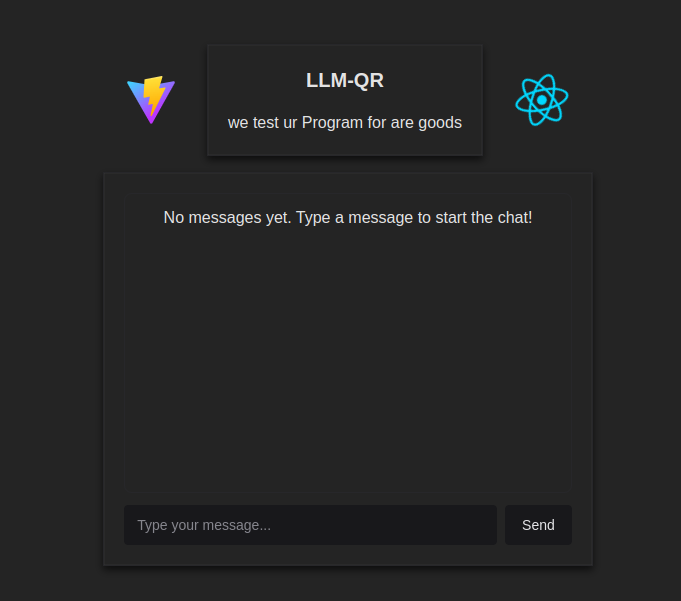 LLM-QR
we test ur Program for are goods
No messages yet. Type a message to start the chat!
Type your message...
Send